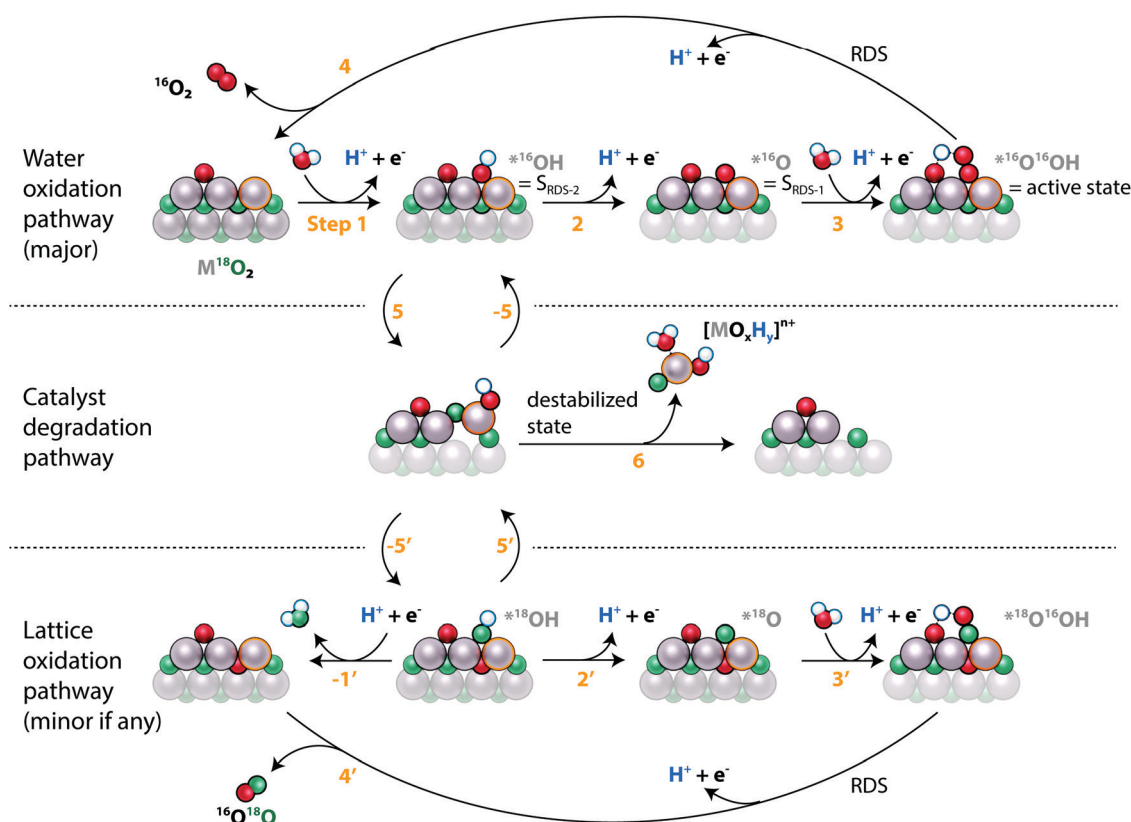 H⁺ + e⁻
RDS
4
¹⁶O₂
Water
oxidation
pathway
(major)
H⁺ + e⁻
*¹⁶OH
= S_RDS-2
H⁺ + e⁻
*¹⁶O
= S_RDS-1
H⁺ + e⁻
*¹⁶O¹⁶OH
= active state
Step 1
2
3
M¹⁸O₂
5
-5
[MOₓH_y]ⁿ⁺
Catalyst
degradation
pathway
destabilized
state
6
-5′
5′
Lattice
oxidation
pathway
(minor if any)
H⁺ + e⁻
*¹⁸OH
H⁺ + e⁻
*¹⁸O
H⁺ + e⁻
*¹⁸O¹⁶OH
-1′
2′
3′
4′
H⁺ + e⁻
RDS
¹⁶O¹⁸O